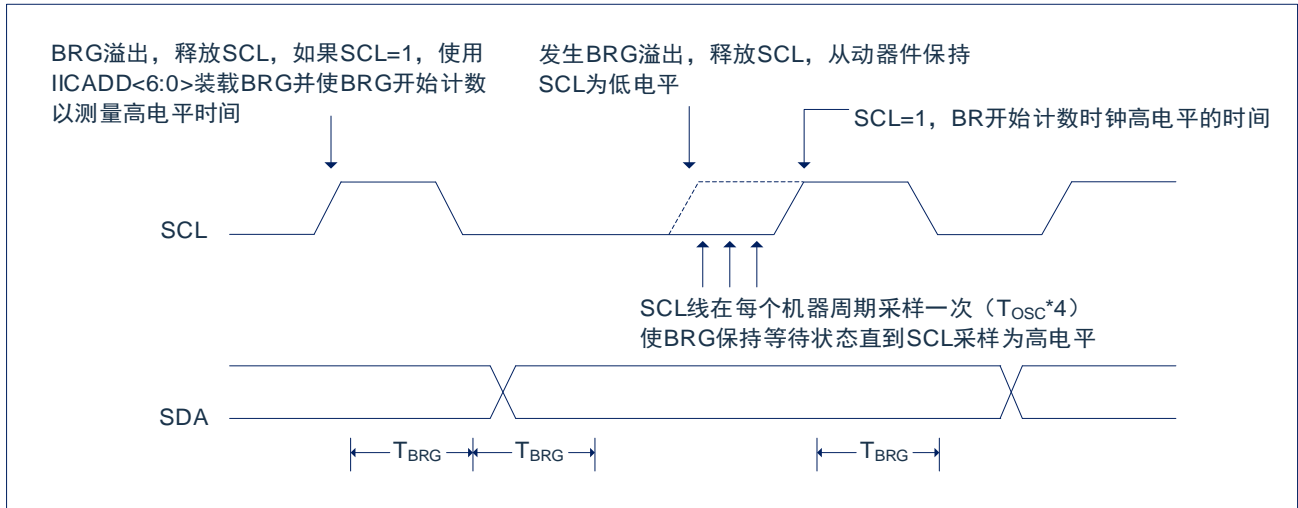 BRG溢出，释放SCL，如果SCL=1，使用
IICADD<6:0>装载BRG并使BRG开始计数
以测量高电平时间
发生BRG溢出，释放SCL，从动器件保持
SCL为低电平
SCL=1，BR开始计数时钟高电平的时间
SCL
SCL线在每个机器周期采样一次（TOSC*4）
使BRG保持等待状态直到SCL采样为高电平
SDA
TBRG
TBRG
TBRG